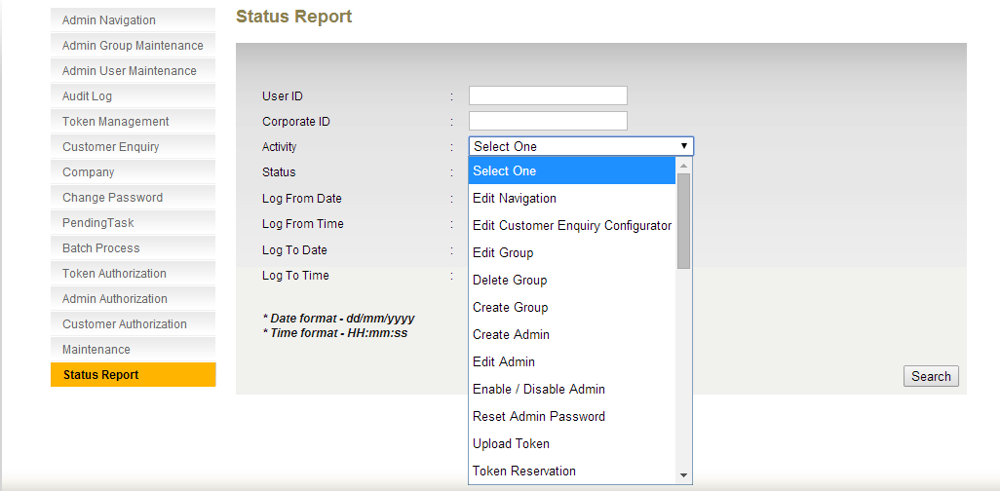 Admin Navigation
Admin Group Maintenance
Admin User Maintenance
Audit Log
Token Management
Customer Enquiry
Company
Change Password
PendingTask
Batch Process
Token Authorization
Admin Authorization
Customer Authorization
Maintenance
Status Report
Status Report
User ID :
Corporate ID :
Activity : Select One
Status :
Log From Date :
Log From Time :
Log To Date :
Log To Time :
Select One
Edit Navigation
Edit Customer Enquiry Configurator
Edit Group
Delete Group
Create Group
Create Admin
Edit Admin
Enable / Disable Admin
Reset Admin Password
Upload Token
Token Reservation
* Date format - dd/mm/yyyy
* Time format - HH:mm:ss
Search